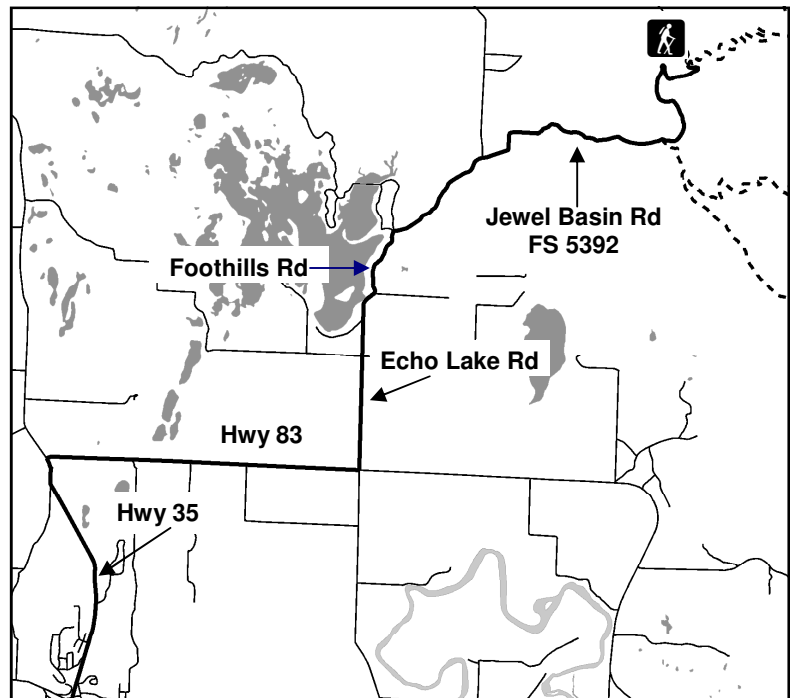 Jewel Basin Rd
FS 5392
Foothills Rd
Echo Lake Rd
Hwy 83
Hwy 35